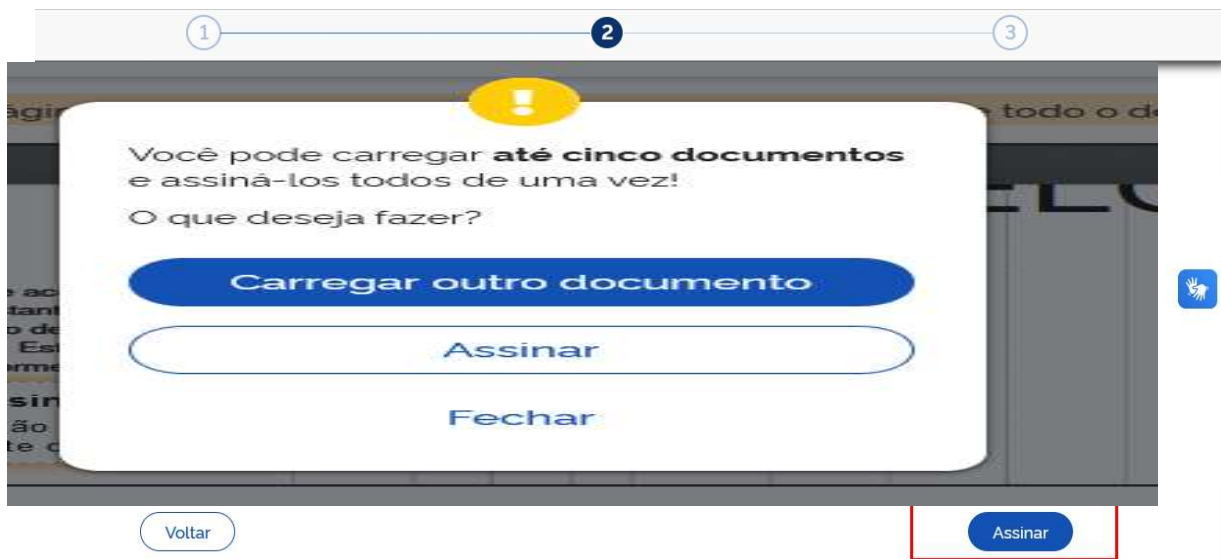 1 2 3
todo o d
Você pode carregar até cinco documentos
e assiná-los todos de uma vez!
O que deseja fazer?
Carregar outro documento
Assinar
Fechar
Voltar
Assinar